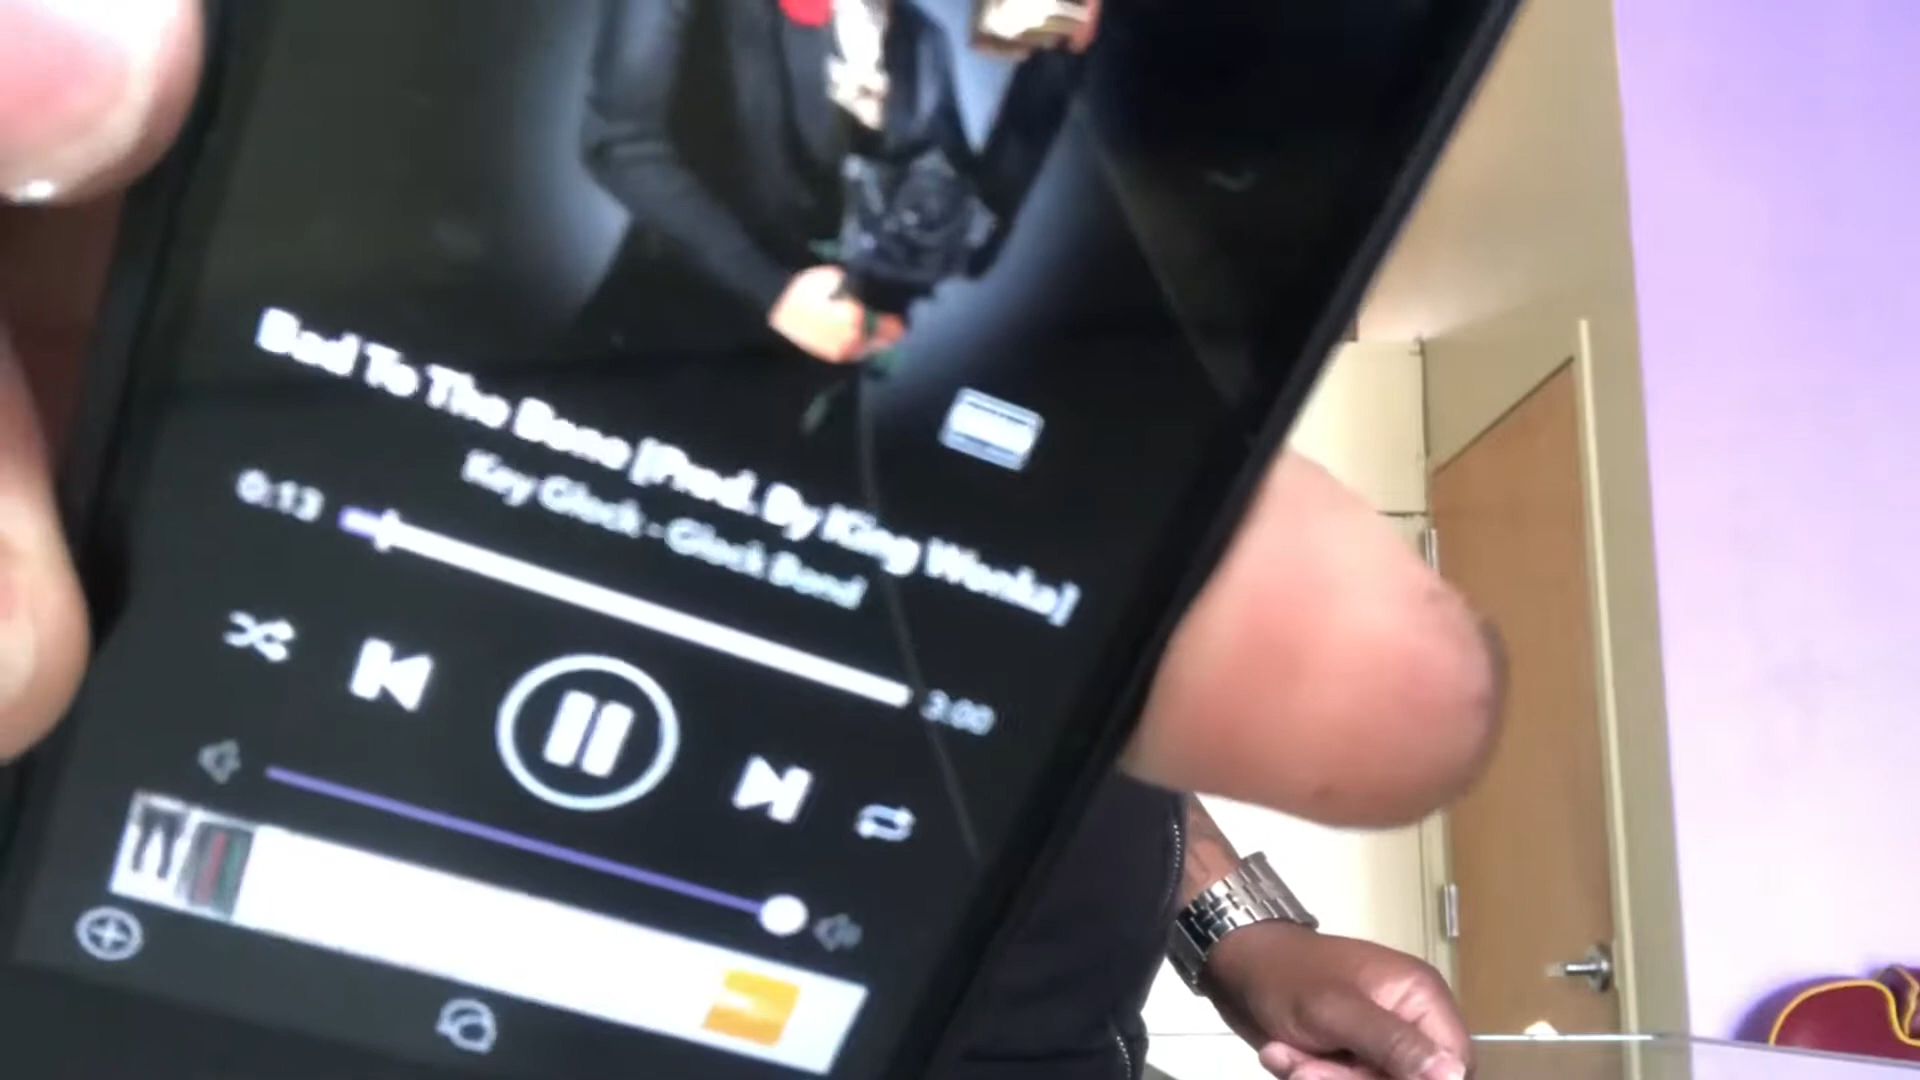 Bad To The Bone [Prod. By King Wonka]
Key Glock - Glock Bond
0:13
3:00